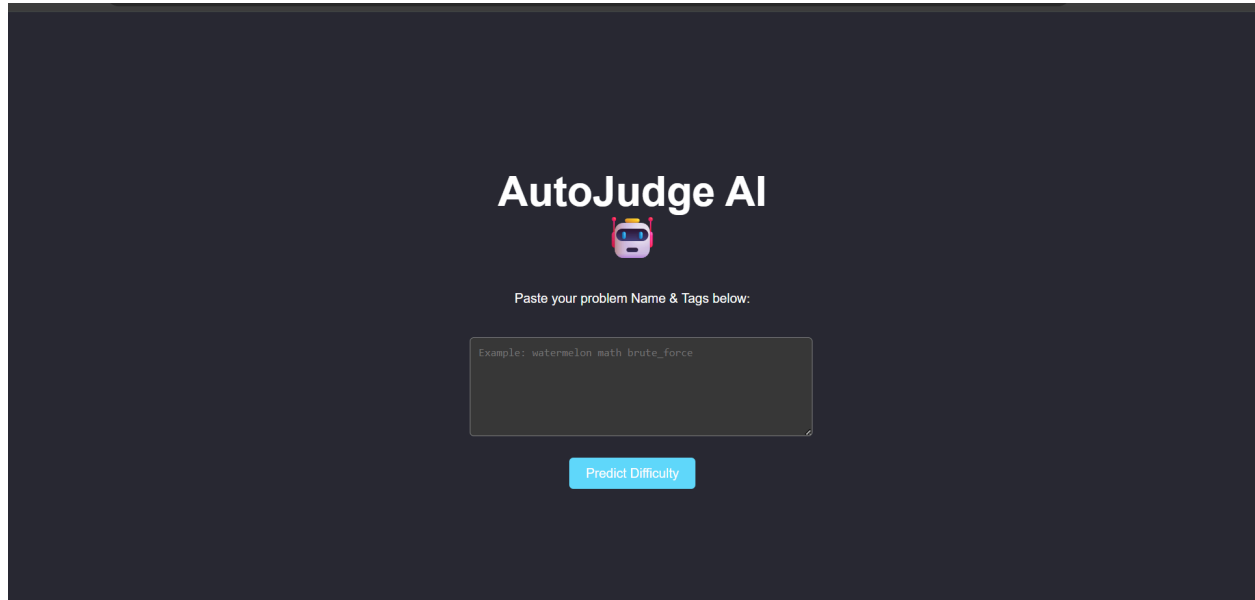 AutoJudge AI
Paste your problem Name & Tags below:
Example: watermelon math brute_force
Predict Difficulty